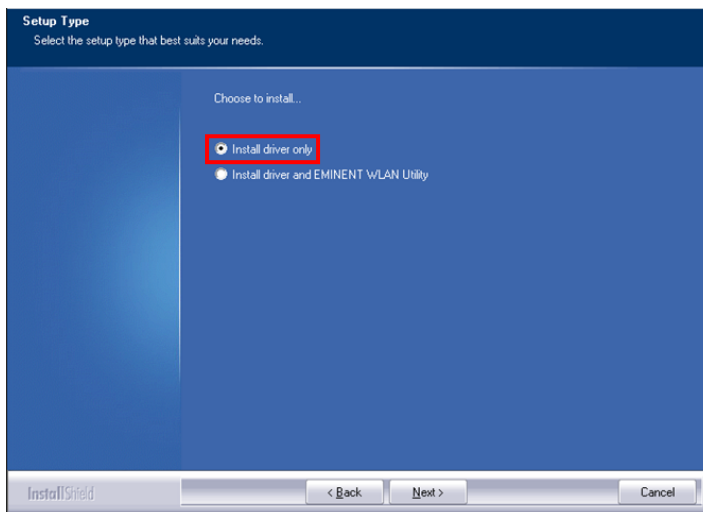 Setup Type
Select the setup type that best suits your needs.
Choose to install...
Install driver only
Install driver and EMINENT WLAN Utility
InstallShield
< Back
Next >
Cancel